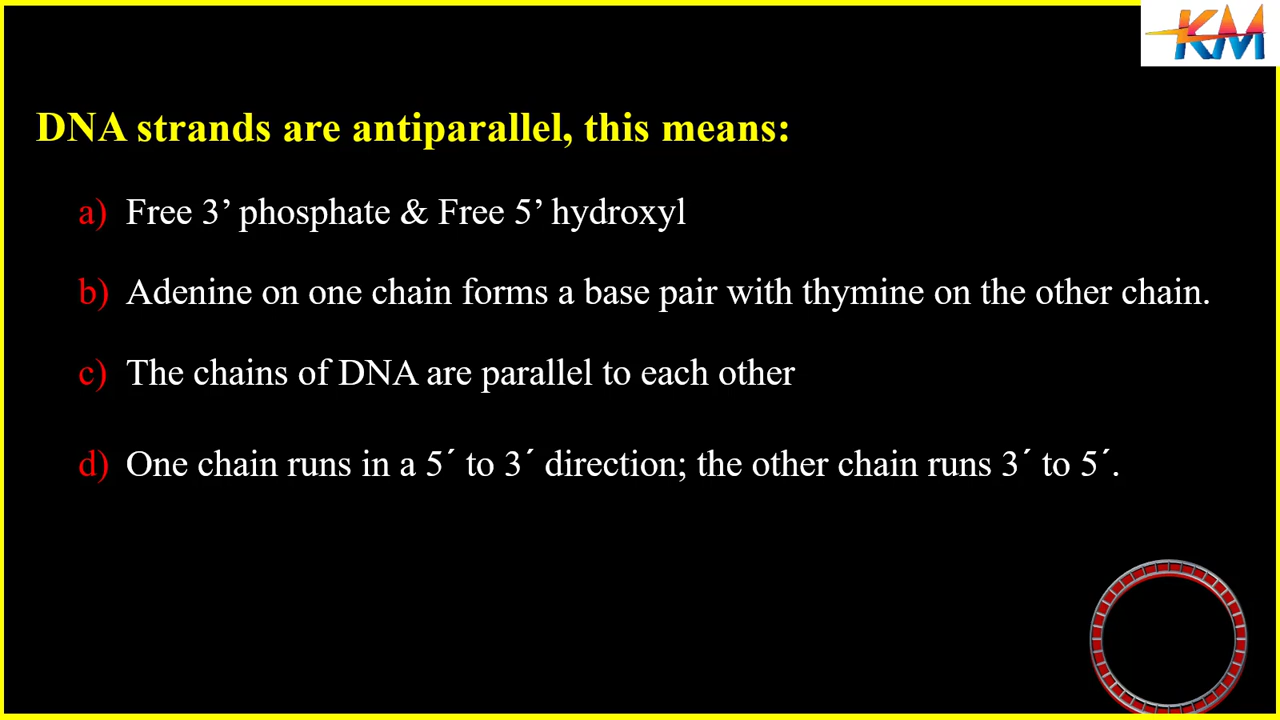 KM
DNA strands are antiparallel, this means:
a) Free 3’ phosphate & Free 5’ hydroxyl
b) Adenine on one chain forms a base pair with thymine on the other chain.
c) The chains of DNA are parallel to each other
d) One chain runs in a 5´ to 3´ direction; the other chain runs 3´ to 5´.